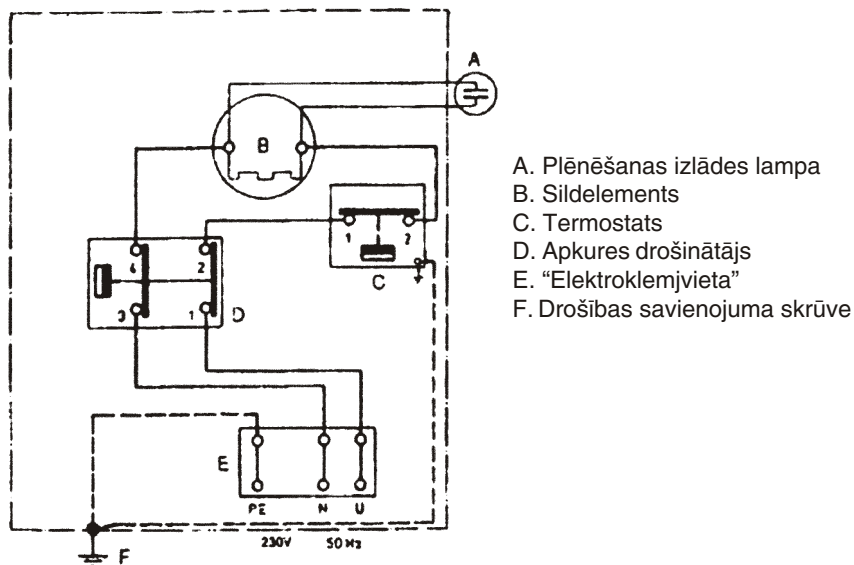 A
B
1 2
C
4 2
3 1 D
E
PE N U
230V 50 Hz
F
A. Plēnēšanas izlādes lampa
B. Sildelements
C. Termostats
D. Apkures drošinātājs
E. “Elektroklemjvieta”
F. Drošības savienojuma skrūve